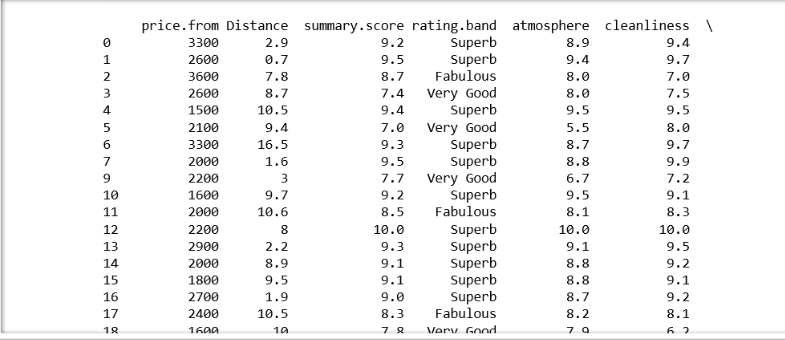 price.from Distance summary.score rating.band atmosphere cleanliness \
0 3300 2.9 9.2 Superb 8.9 9.4
1 2600 0.7 9.5 Superb 9.4 9.7
2 3600 7.8 8.7 Fabulous 8.0 7.0
3 2600 8.7 7.4 Very Good 8.0 7.5
4 1500 10.5 9.4 Superb 9.5 9.5
5 2100 9.4 7.0 Very Good 5.5 8.0
6 3300 16.5 9.3 Superb 8.7 9.7
7 2000 1.6 9.5 Superb 8.8 9.9
9 2200 3 7.7 Very Good 6.7 7.2
10 1600 9.7 9.2 Superb 9.5 9.1
11 2000 10.6 8.5 Fabulous 8.1 8.3
12 2200 8 10.0 Superb 10.0 10.0
13 2900 2.2 9.3 Superb 9.1 9.5
14 2000 8.9 9.1 Superb 8.8 9.2
15 1800 9.5 9.1 Superb 8.8 9.1
16 2700 1.9 9.0 Superb 8.7 9.2
17 2400 10.5 8.3 Fabulous 8.2 8.1
18 1600 10 7.8 Very Good 7.9 6.2